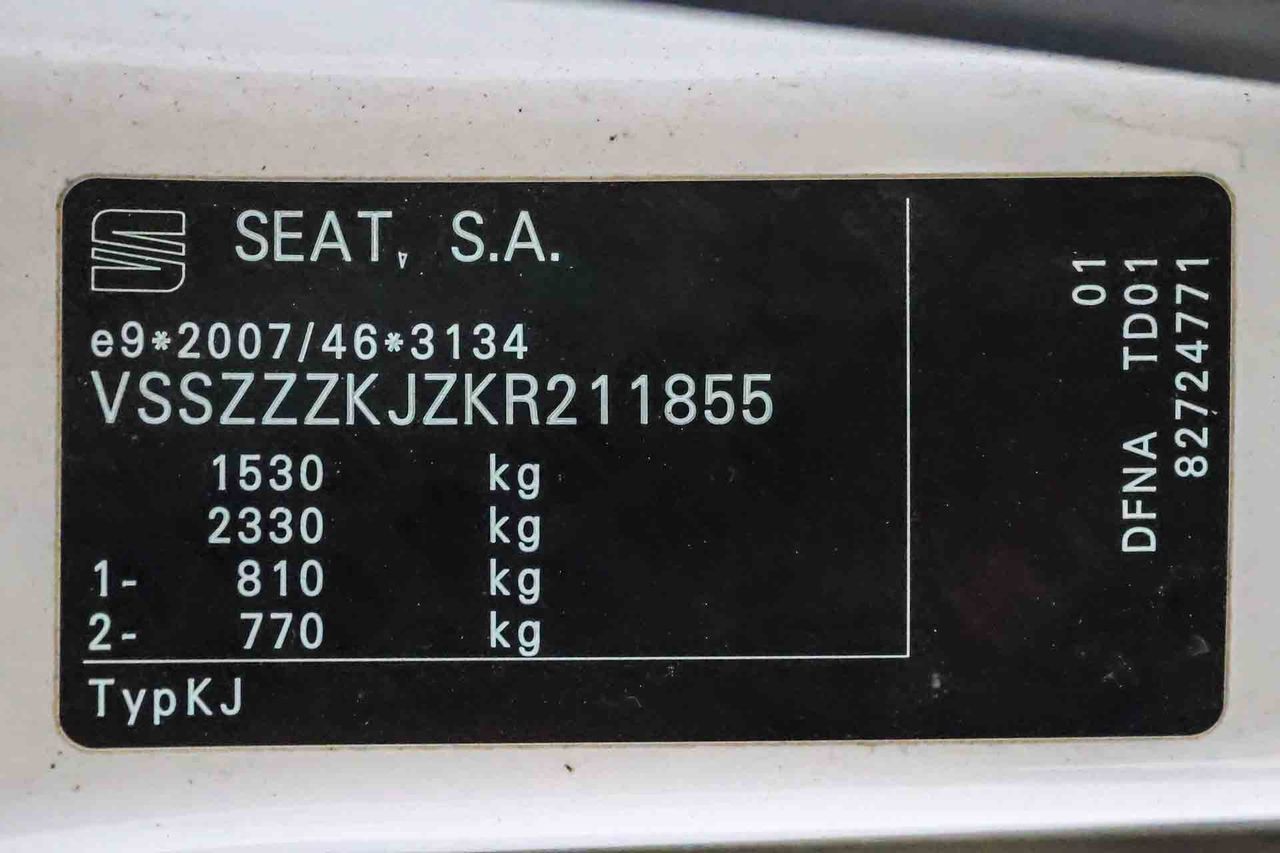 SEAT, S.A.
e9*2007/46*3134
VSSZZZKJZKR211855
1530 kg
2330 kg
1- 810 kg
2- 770 kg
TypKJ
01
DFNA TD01
82724771